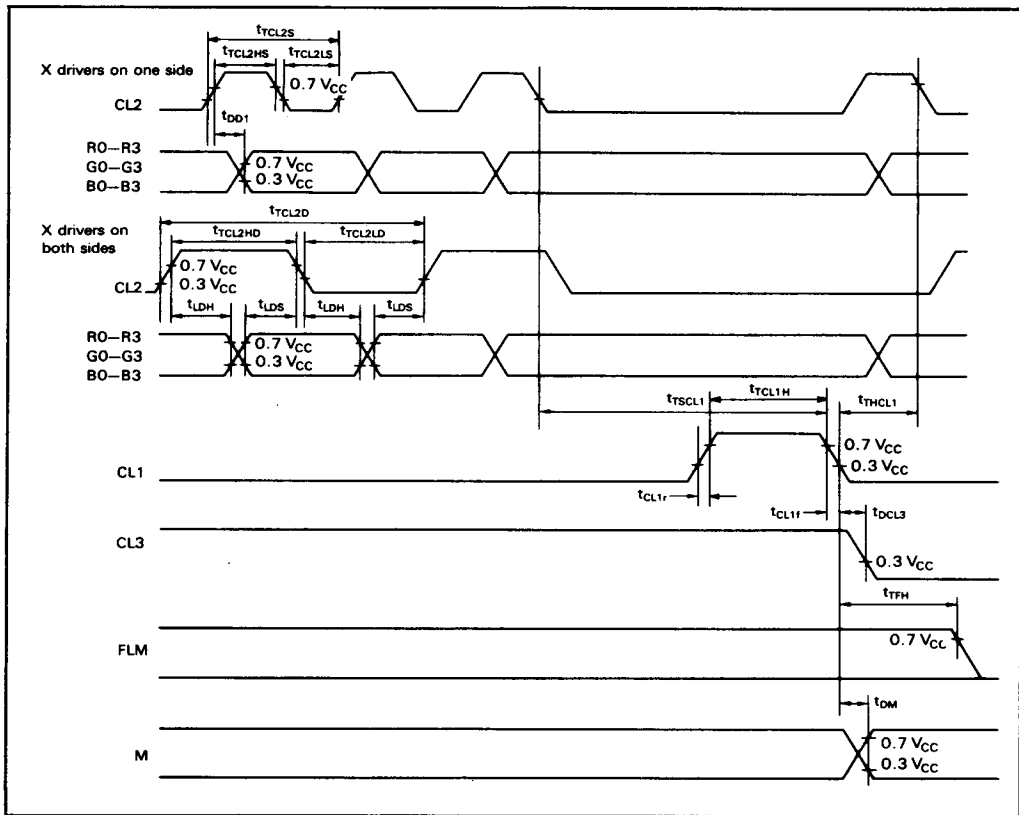 tTCL2S
tTCL2HS tTCL2LS
X drivers on one side
0.7 VCC
CL2
tDD1
R0—R3
G0—G3
B0—B3
0.7 VCC
0.3 VCC
tTCL2D
X drivers on
both sides
tTCL2HD tTCL2LD
0.7 VCC
0.3 VCC
CL2
tLDH tLDS tLDH tLDS
R0—R3
G0—G3
B0—B3
0.7 VCC
0.3 VCC
tTSCL1 tTCL1H tTHCL1
0.7 VCC
0.3 VCC
CL1
tCL1r tCL1f tDCL3
CL3
0.3 VCC
tTFH
0.7 VCC
FLM
tDM
M
0.7 VCC
0.3 VCC